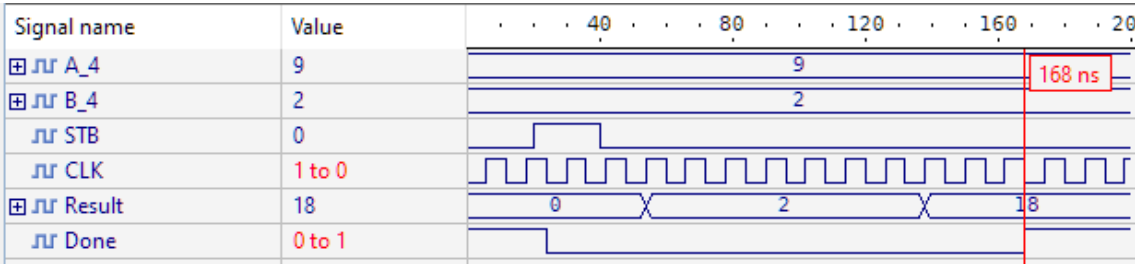 Signal name Value 40 80 120 160 20
A_4 9 9 168 ns
B_4 2 2
STB 0
CLK 1 to 0
Result 18 0 2 18
Done 0 to 1